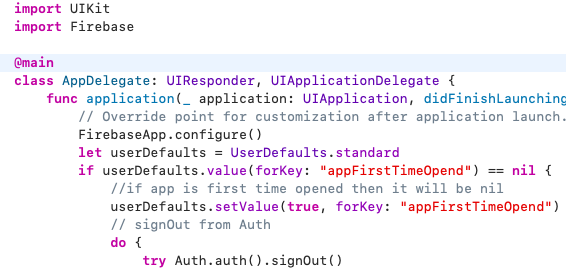 import UIKit
import Firebase
@main
class AppDelegate: UIResponder, UIApplicationDelegate {
func application(_ application: UIApplication, didFinishLaunching
// Override point for customization after application launch.
FirebaseApp.configure()
let userDefaults = UserDefaults.standard
if userDefaults.value(forKey: "appFirstTimeOpend") == nil {
//if app is first time opened then it will be nil
userDefaults.setValue(true, forKey: "appFirstTimeOpend")
// signOut from Auth
do {
try Auth.auth().signOut()